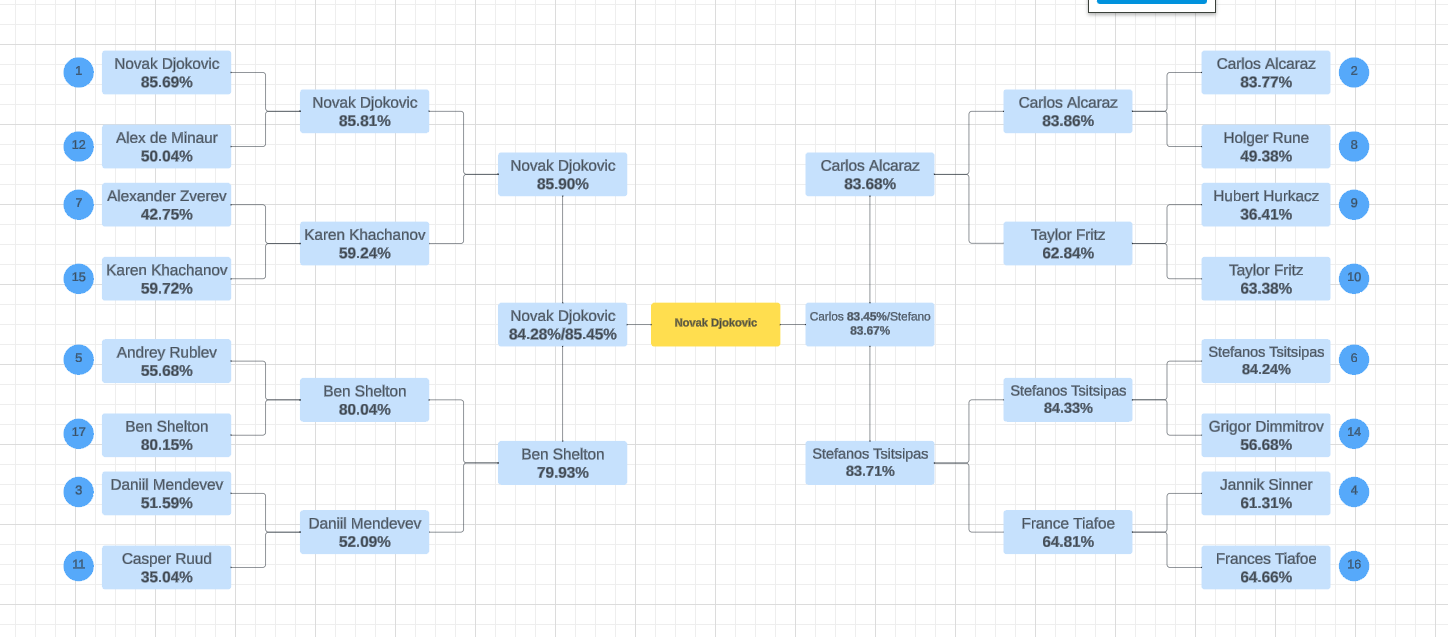 1
Novak Djokovic
85.69%
12
Alex de Minaur
50.04%
7
Alexander Zverev
42.75%
15
Karen Khachanov
59.72%
5
Andrey Rublev
55.68%
17
Ben Shelton
80.15%
3
Daniil Mendevev
51.59%
11
Casper Ruud
35.04%
Novak Djokovic
85.81%
Karen Khachanov
59.24%
Ben Shelton
80.04%
Daniil Mendevev
52.09%
Novak Djokovic
85.90%
Novak Djokovic
84.28%/85.45%
Ben Shelton
79.93%
Novak Djokovic
Carlos Alcaraz
83.68%
Carlos 83.45%/Stefano
83.67%
Stefanos Tsitsipas
83.71%
Carlos Alcaraz
83.86%
Taylor Fritz
62.84%
Stefanos Tsitsipas
84.33%
France Tiafoe
64.81%
Carlos Alcaraz
83.77%
2
Holger Rune
49.38%
8
Hubert Hurkacz
36.41%
9
Taylor Fritz
63.38%
10
Stefanos Tsitsipas
84.24%
6
Grigor Dimmitrov
56.68%
14
Jannik Sinner
61.31%
4
Frances Tiafoe
64.66%
16